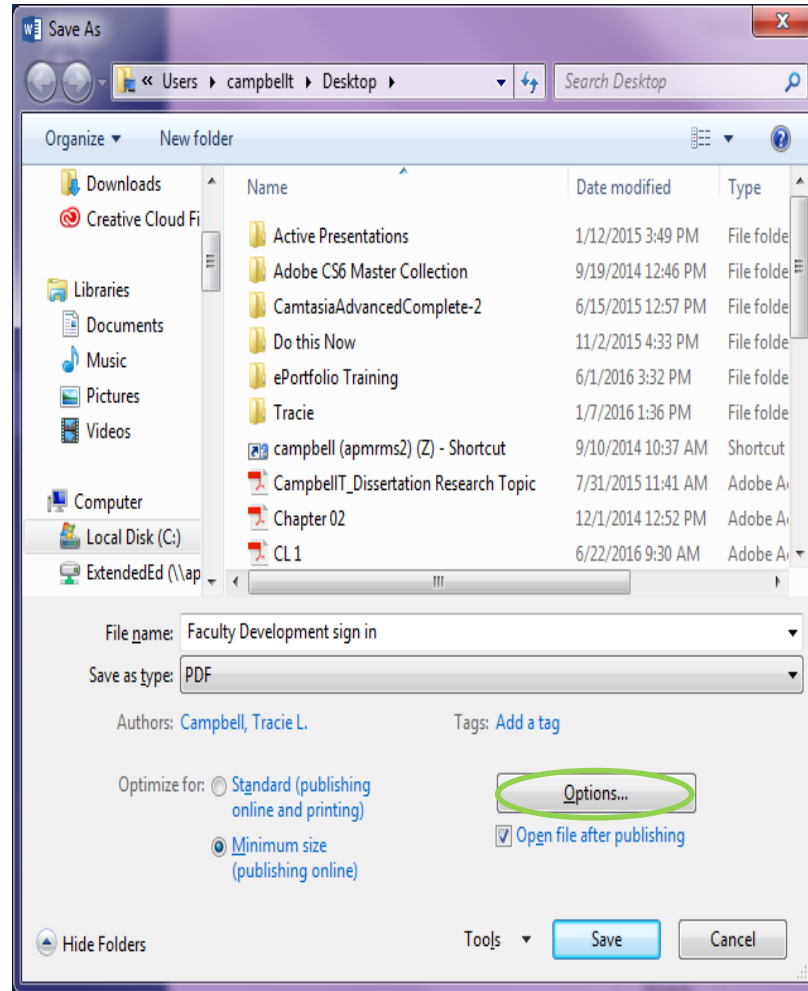 Save As
« Users ▸ campbellt ▸ Desktop ▸
Search Desktop
Organize
New folder
Downloads
Creative Cloud Fi
Libraries
Documents
Music
Pictures
Videos
Computer
Local Disk (C:)
ExtendedEd (\\ap
Name Date modified Type
Active Presentations 1/12/2015 3:49 PM File folde
Adobe CS6 Master Collection 9/19/2014 12:46 PM File folde
CamtasiaAdvancedComplete-2 6/15/2015 12:57 PM File folde
Do this Now 11/2/2015 4:33 PM File folde
ePortfolio Training 6/1/2016 3:32 PM File folde
Tracie 1/7/2016 1:36 PM File folde
campbell (apmrms2) (Z) - Shortcut 9/10/2014 10:37 AM Shortcut
CampbellT_Dissertation Research Topic 7/31/2015 11:41 AM Adobe A
Chapter 02 12/1/2014 12:52 PM Adobe A
CL 1 6/22/2016 9:30 AM Adobe A
File name: Faculty Development sign in
Save as type: PDF
Authors: Campbell, Tracie L.
Tags: Add a tag
Optimize for: Standard (publishing
online and printing)
Minimum size
(publishing online)
Options...
Open file after publishing
Hide Folders
Tools
Save
Cancel